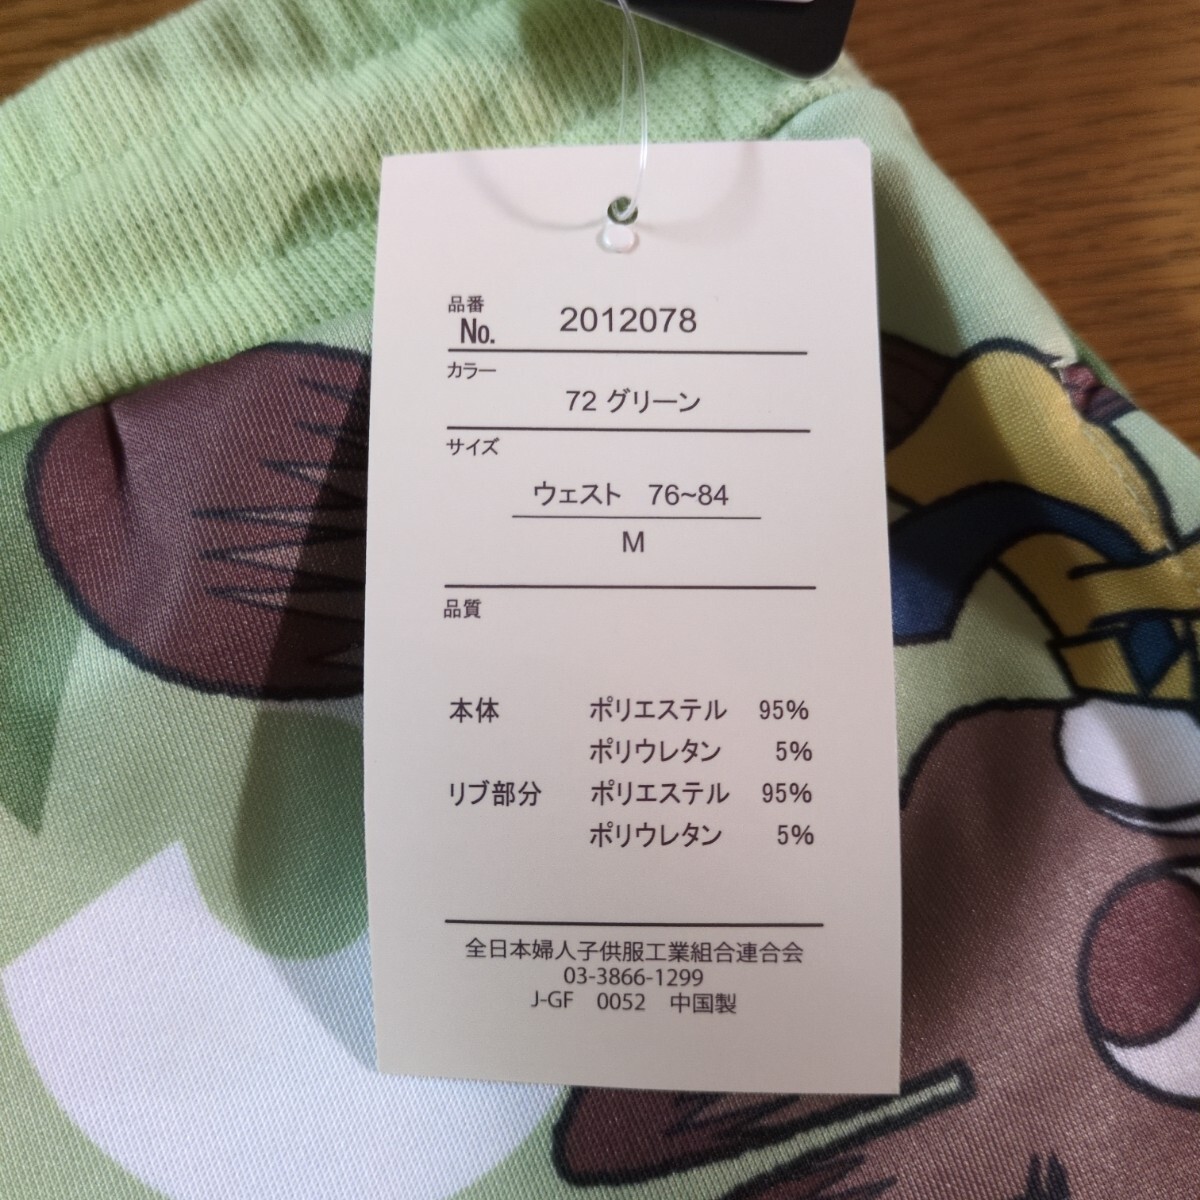 品番
No. 2012078
カラー
72 グリーン
サイズ
ウェスト 76~84
M
品質
本体 ポリエステル 95%
ポリウレタン 5%
リブ部分 ポリエステル 95%
ポリウレタン 5%
全日本婦人子供服工業組合連合会
03-3866-1299
J-GF 0052 中国製